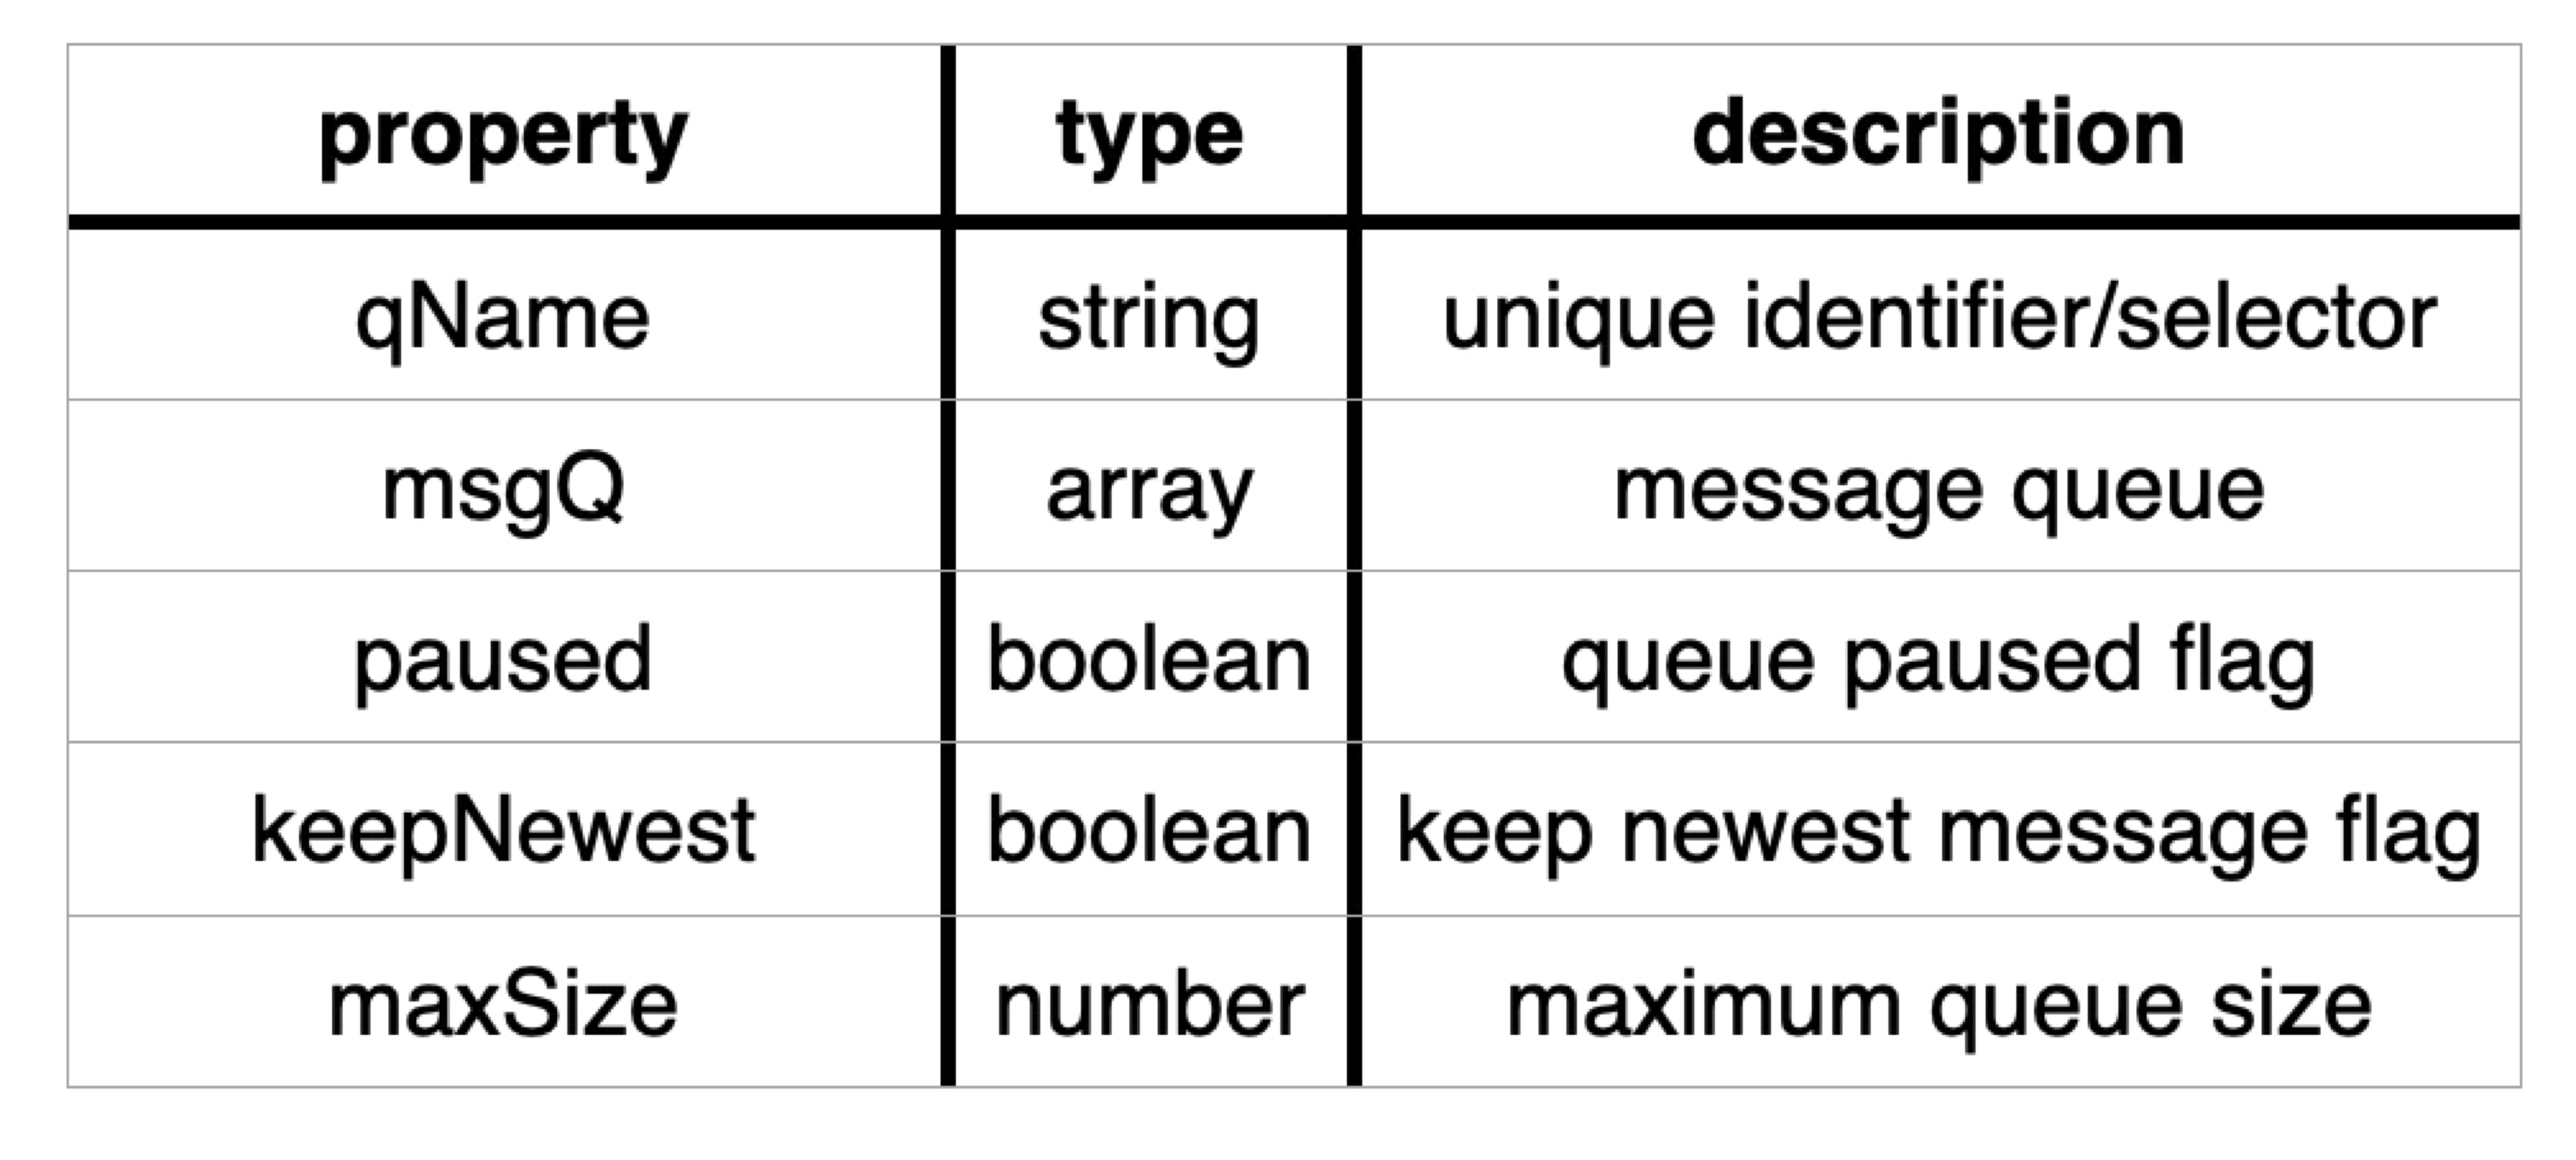 property type description
qName string unique identifier/selector
msgQ array message queue
paused boolean queue paused flag
keepNewest boolean keep newest message flag
maxSize number maximum queue size